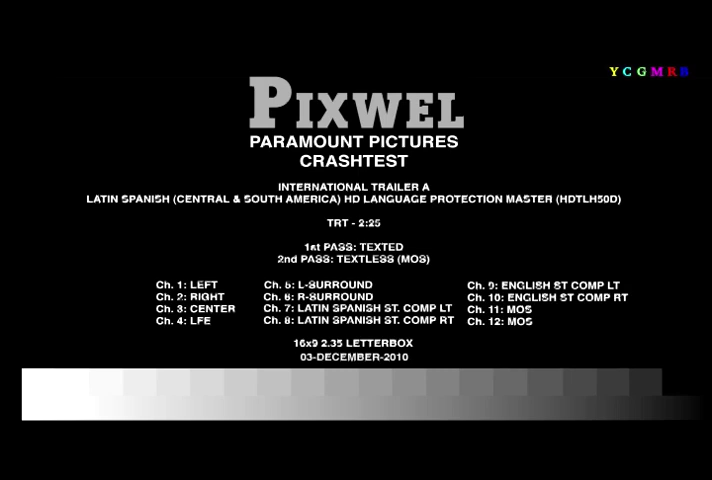 YCGMRB
PIXWEL
PARAMOUNT PICTURES
CRASHTEST
INTERNATIONAL TRAILER A
LATIN SPANISH (CENTRAL & SOUTH AMERICA) HD LANGUAGE PROTECTION MASTER (HDTLH50D)
TRT - 2:25
1st PASS: TEXTED
2nd PASS: TEXTLESS (MOS)
Ch. 1: LEFT
Ch. 2: RIGHT
Ch. 3: CENTER
Ch. 4: LFE
Ch. 5: L-SURROUND
Ch. 6: R-SURROUND
Ch. 7: LATIN SPANISH ST. COMP LT
Ch. 8: LATIN SPANISH ST. COMP RT
Ch. 9: ENGLISH ST COMP LT
Ch. 10: ENGLISH ST COMP RT
Ch. 11: MOS
Ch. 12: MOS
16x9 2.35 LETTERBOX
03-DECEMBER-2010